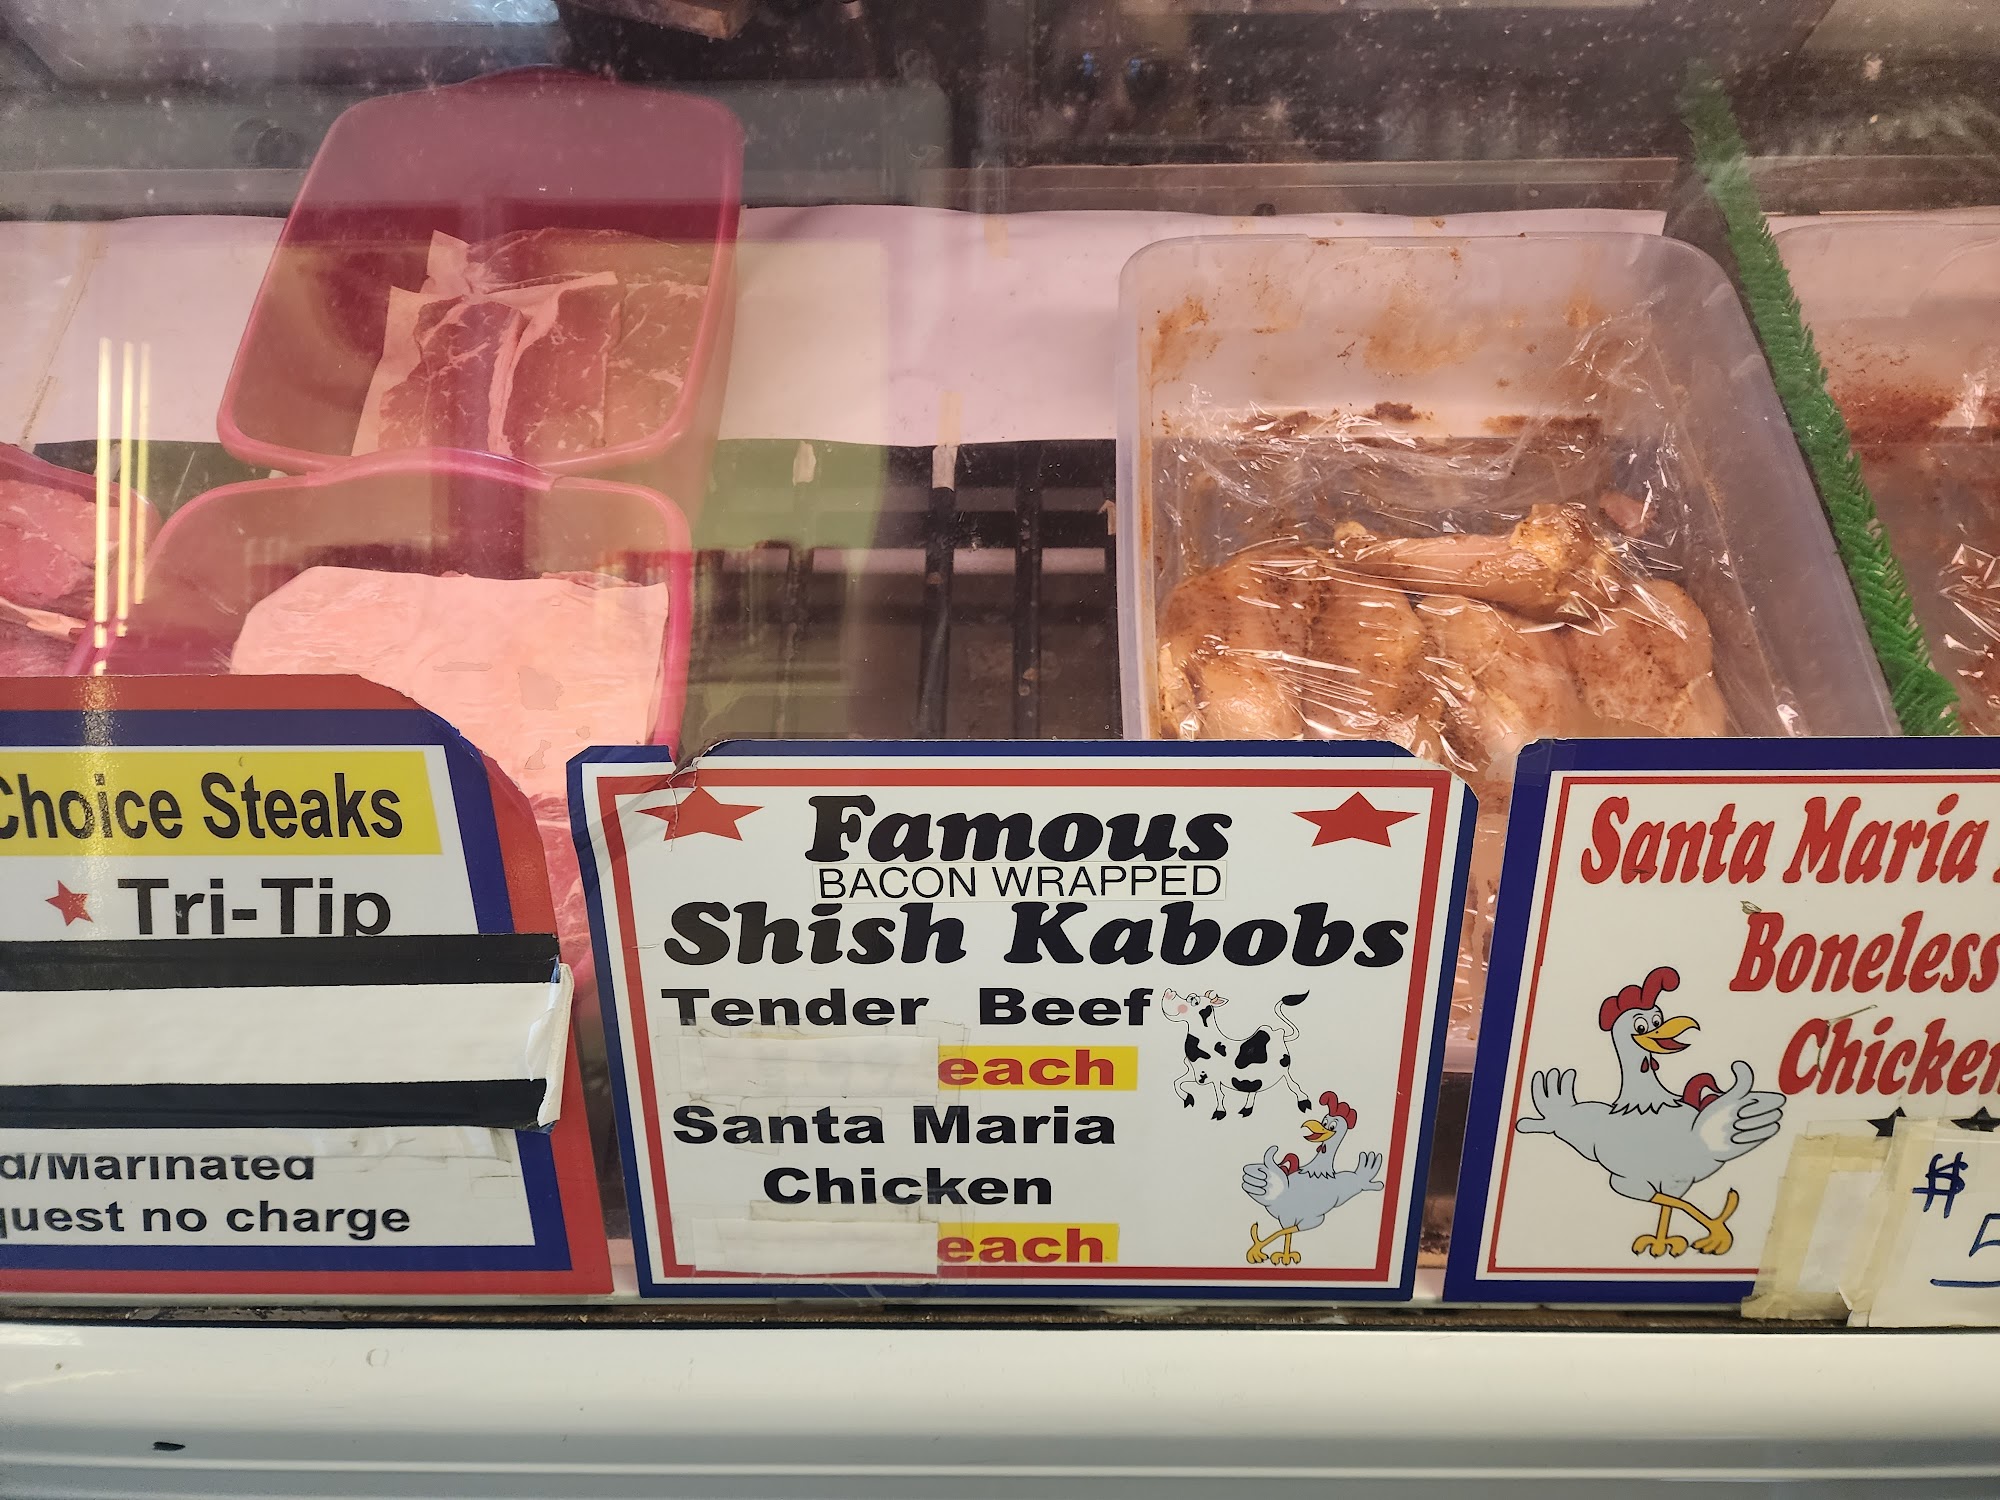 Choice Steaks
Tri-Tip
d/Marinated
quest no charge
Famous
BACON WRAPPED
Shish Kabobs
Tender Beef
each
Santa Maria
Chicken
each
Santa Maria
Boneless
Chicken
$